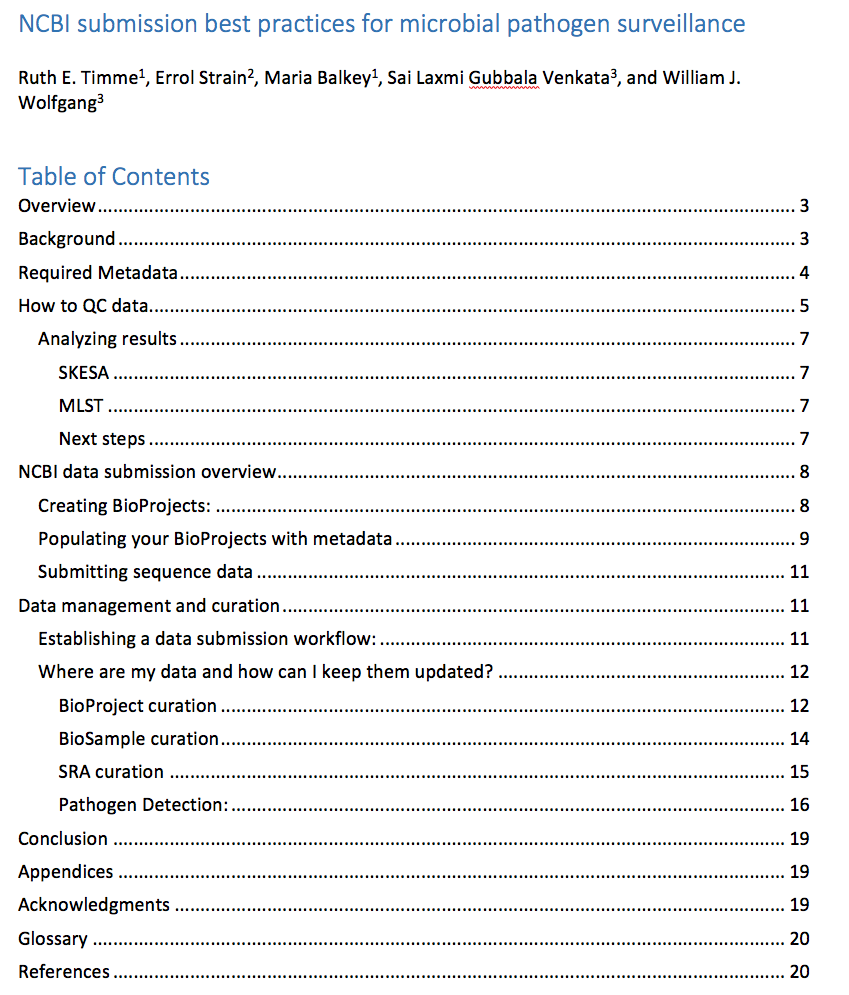 NCBI submission best practices for microbial pathogen surveillance
Ruth E. Timme¹, Errol Strain², Maria Balkey¹, Sai Laxmi Gubbala Venkata³, and William J.
Wolfgang³
Table of Contents
Overview........................................................................................................................ 3
Background.................................................................................................................... 3
Required Metadata......................................................................................................... 4
How to QC data.............................................................................................................. 5
Analyzing results............................................................................................................ 7
SKESA ........................................................................................................................... 7
MLST ............................................................................................................................ 7
Next steps ..................................................................................................................... 7
NCBI data submission overview...................................................................................... 8
Creating BioProjects: ..................................................................................................... 8
Populating your BioProjects with metadata .................................................................... 9
Submitting sequence data ............................................................................................ 11
Data management and curation.................................................................................... 11
Establishing a data submission workflow: ..................................................................... 11
Where are my data and how can I keep them updated? ................................................ 12
BioProject curation ...................................................................................................... 12
BioSample curation...................................................................................................... 14
SRA curation ............................................................................................................... 15
Pathogen Detection: .................................................................................................... 16
Conclusion .................................................................................................................. 19
Appendices ................................................................................................................. 19
Acknowledgments ....................................................................................................... 19
Glossary ...................................................................................................................... 20
References .................................................................................................................. 20